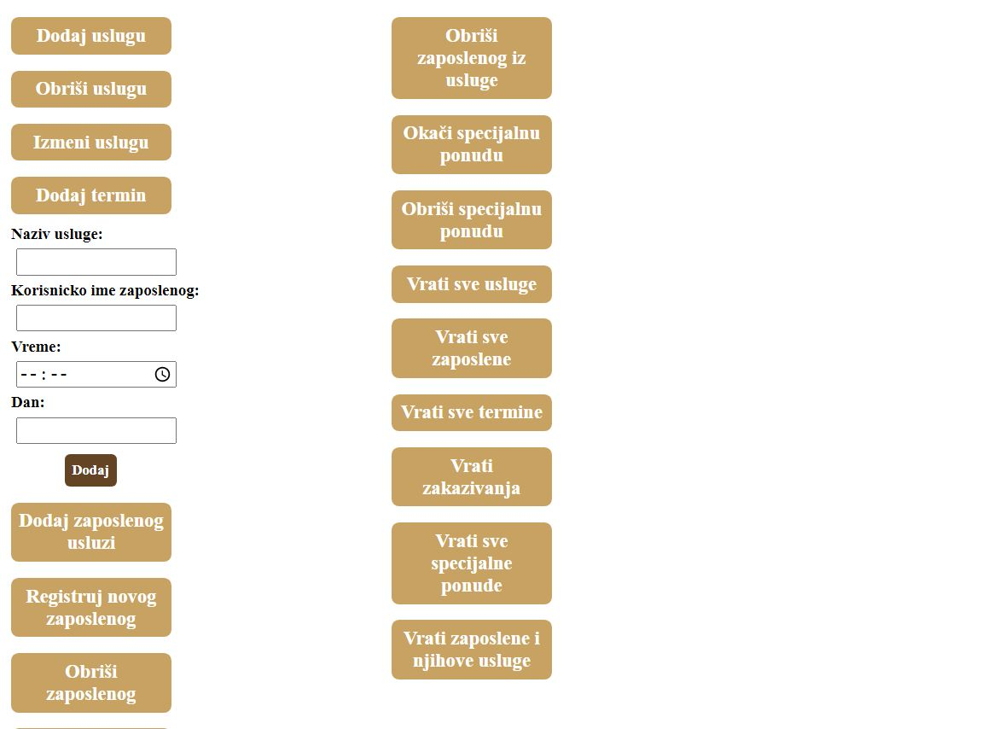 Dodaj uslugu
Obriši uslugu
Izmeni uslugu
Dodaj termin
Naziv usluge:
Korisnicko ime zaposlenog:
Vreme:
--:--
Dan:
Dodaj
Dodaj zaposlenog
usluzi
Registruj novog
zaposlenog
Obriši
zaposlenog
Obriši
zaposlenog iz
usluge
Okači specijalnu
ponudu
Obriši specijalnu
ponudu
Vrati sve usluge
Vrati sve
zaposlene
Vrati sve termine
Vrati
zakazivanja
Vrati sve
specijalne
ponude
Vrati zaposlene i
njihove usluge